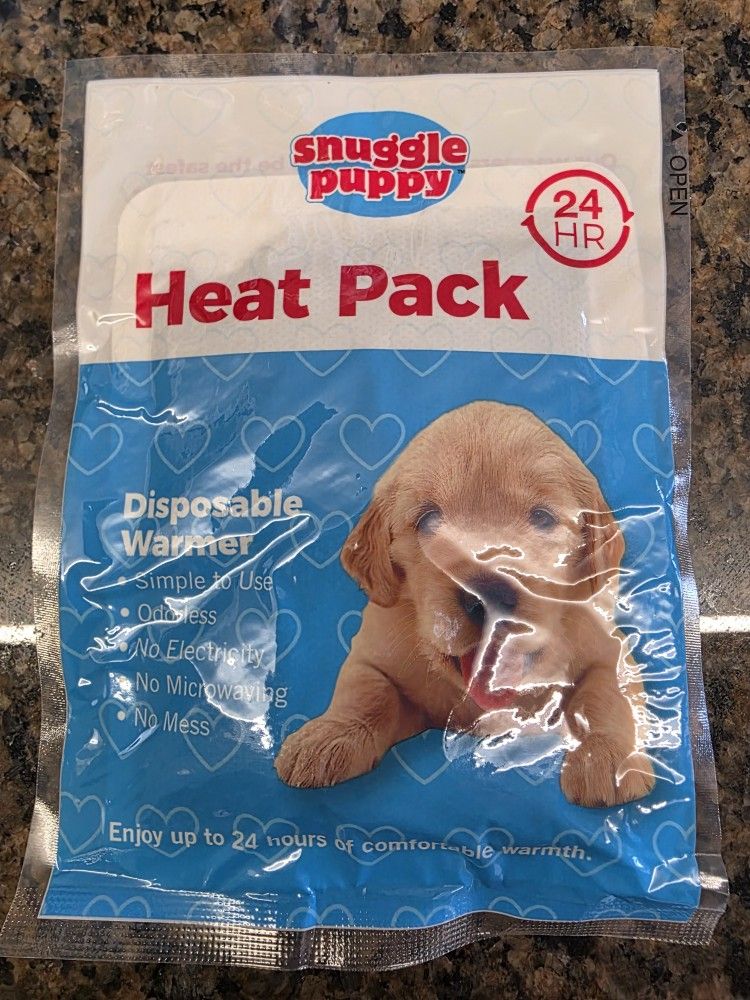 snuggle
puppy™
24
HR
OPEN
Heat Pack
Disposable
Warmer
• Simple to Use
• Odorless
• No Electricity
• No Microwaving
• No Mess
Enjoy up to 24 hours of comfortable warmth.